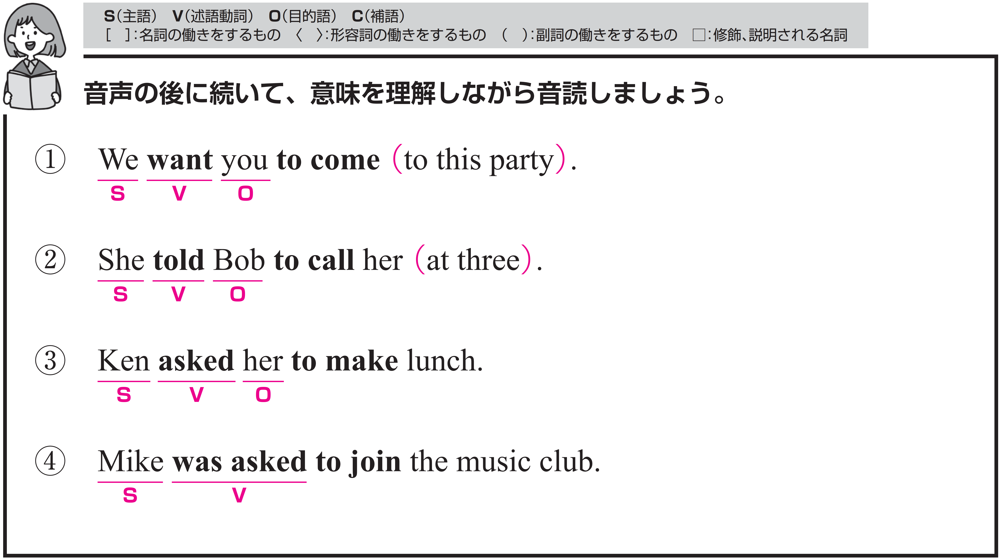 S（主語）　V（述語動詞）　O（目的語）　C（補語）
［　］：名詞の働きをするもの　〈　〉：形容詞の働きをするもの　（　）：副詞の働きをするもの　□：修飾、説明される名詞
音声の後に続いて、意味を理解しながら音読しましょう。
① We want you to come（to this party）.
S V O
② She told Bob to call her（at three）.
S V O
③ Ken asked her to make lunch.
S V O
④ Mike was asked to join the music club.
S V